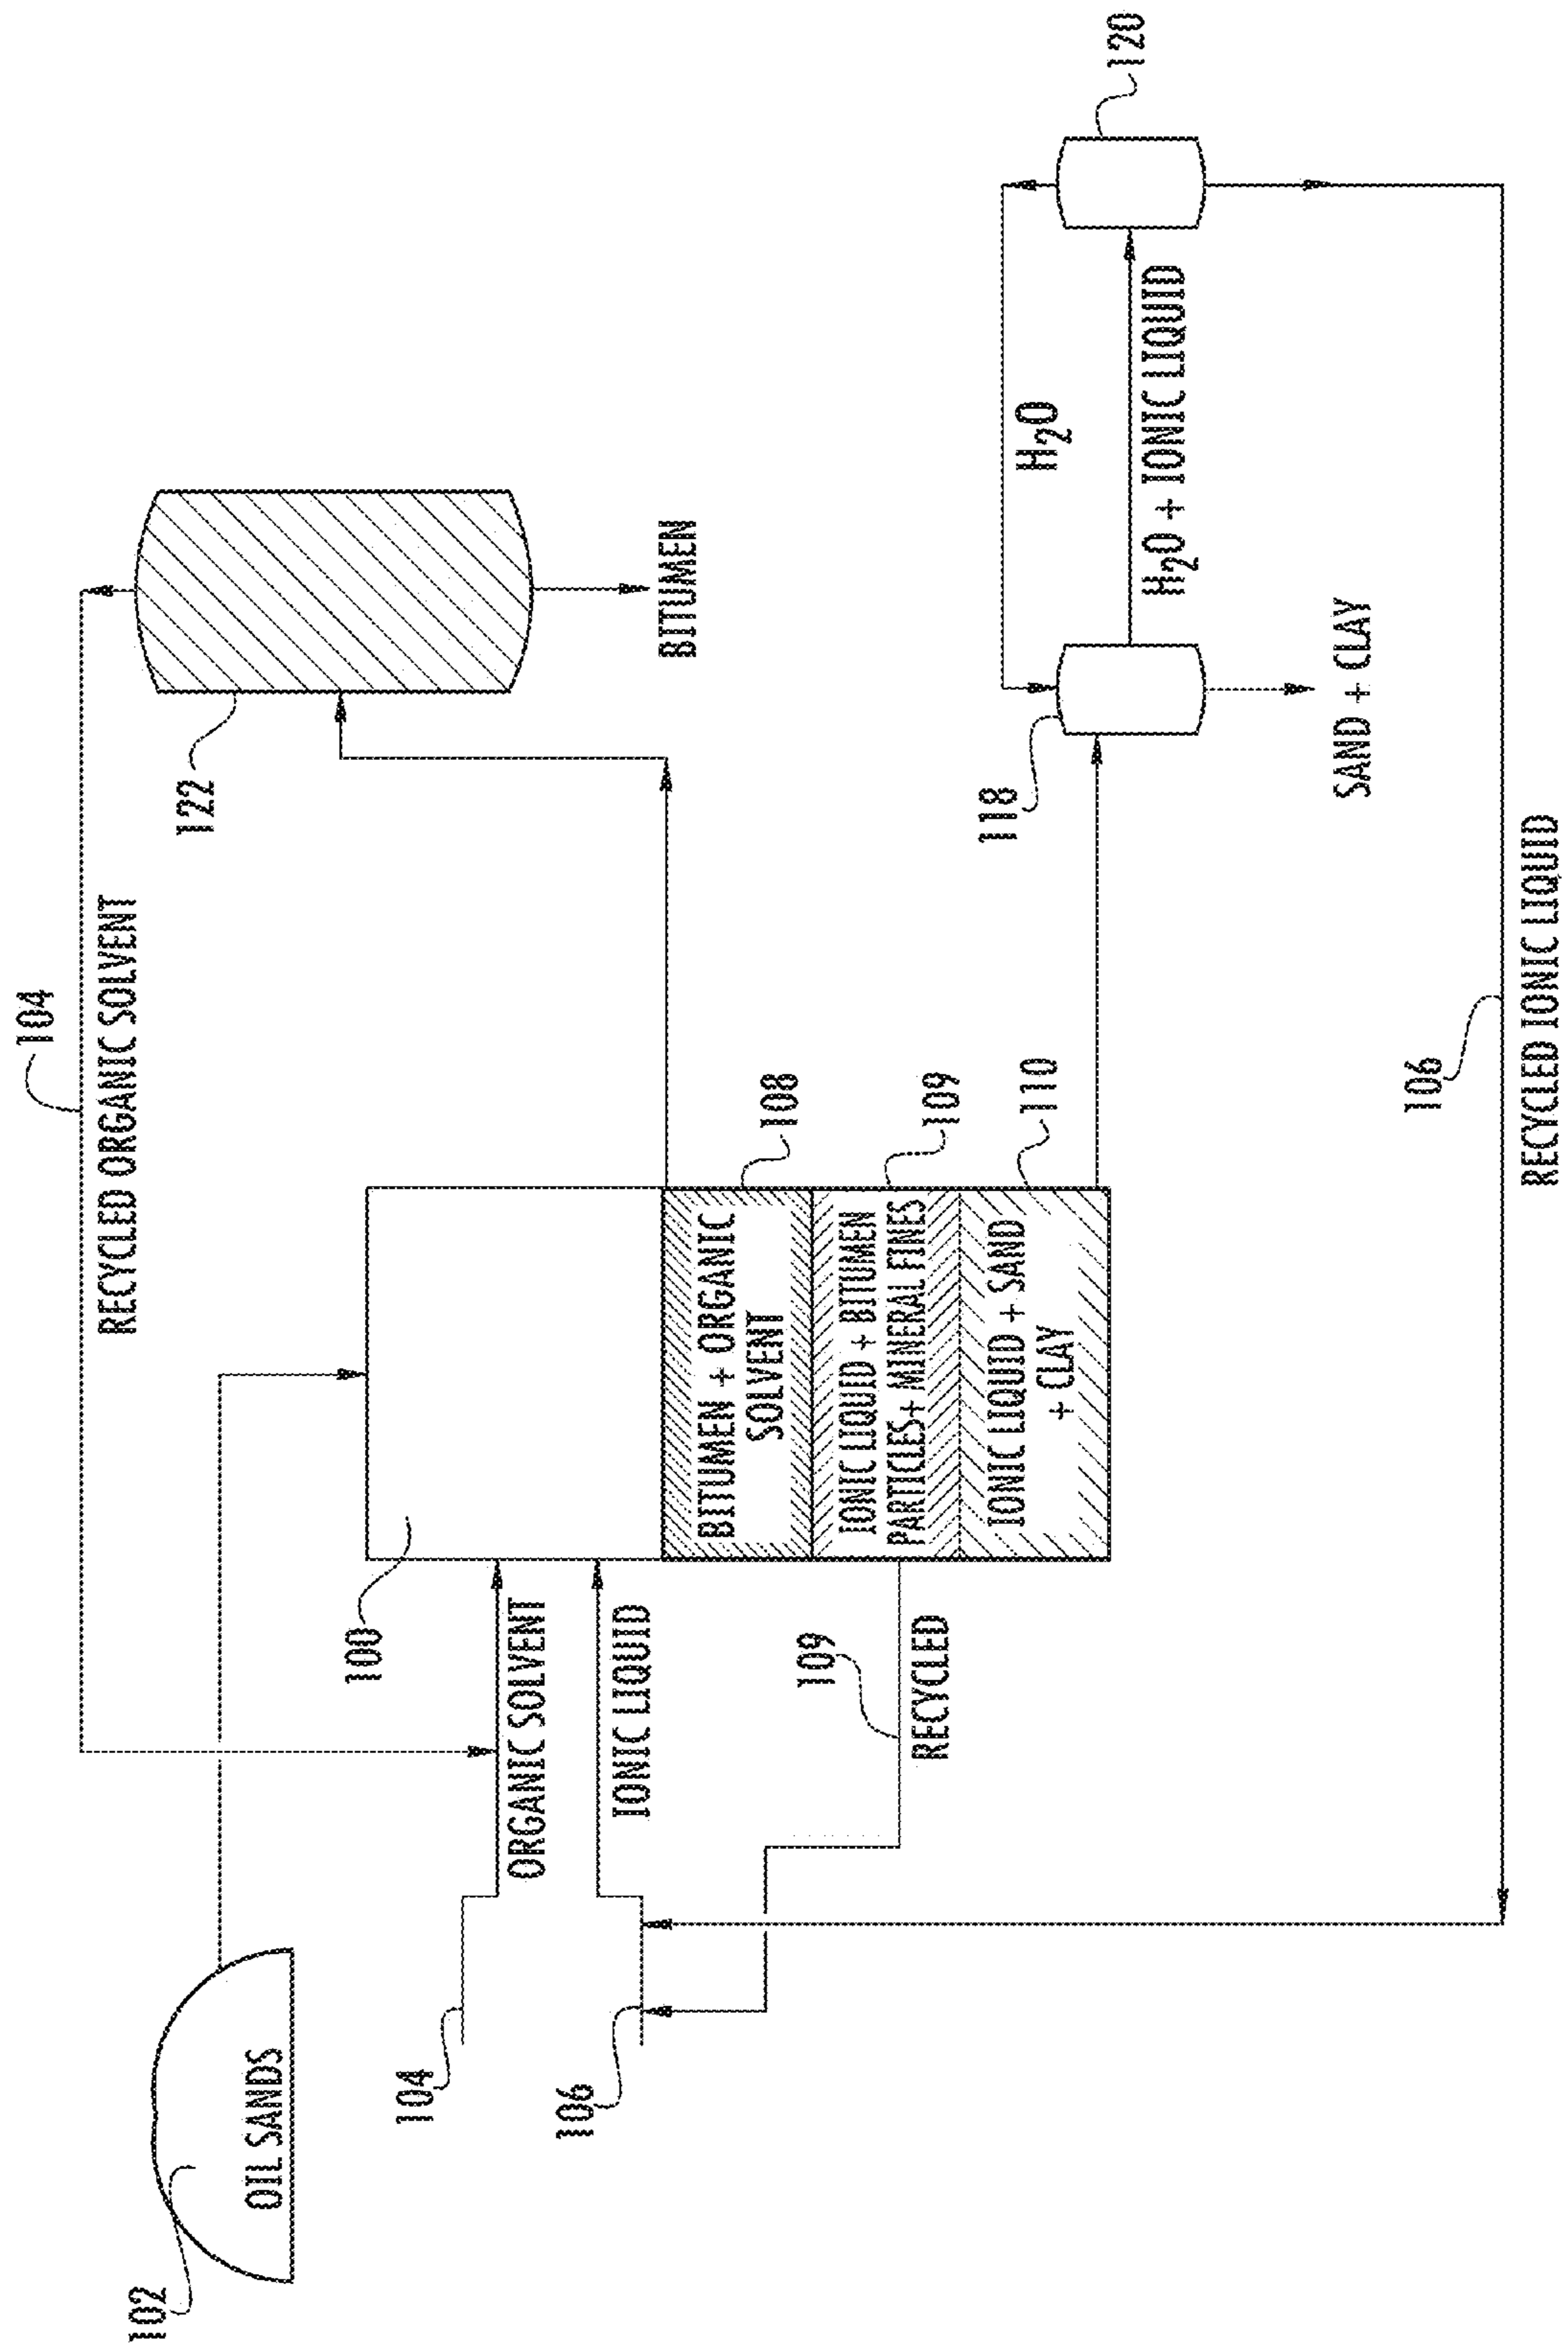 104
RECYCLED ORGANIC SOLVENT
102
OIL SANDS
122
BITUMEN
100
104
ORGANIC SOLVENT
106
IONIC LIQUID
109
RECYCLED
BITUMEN + ORGANIC
SOLVENT
108
IONIC LIQUID + BITUMEN
PARTICLES+ MINERAL FINES
109
IONIC LIQUID + SAND
+ CLAY
110
118
H₂O
H₂O + IONIC LIQUID
120
SAND + CLAY
106
RECYCLED IONIC LIQUID